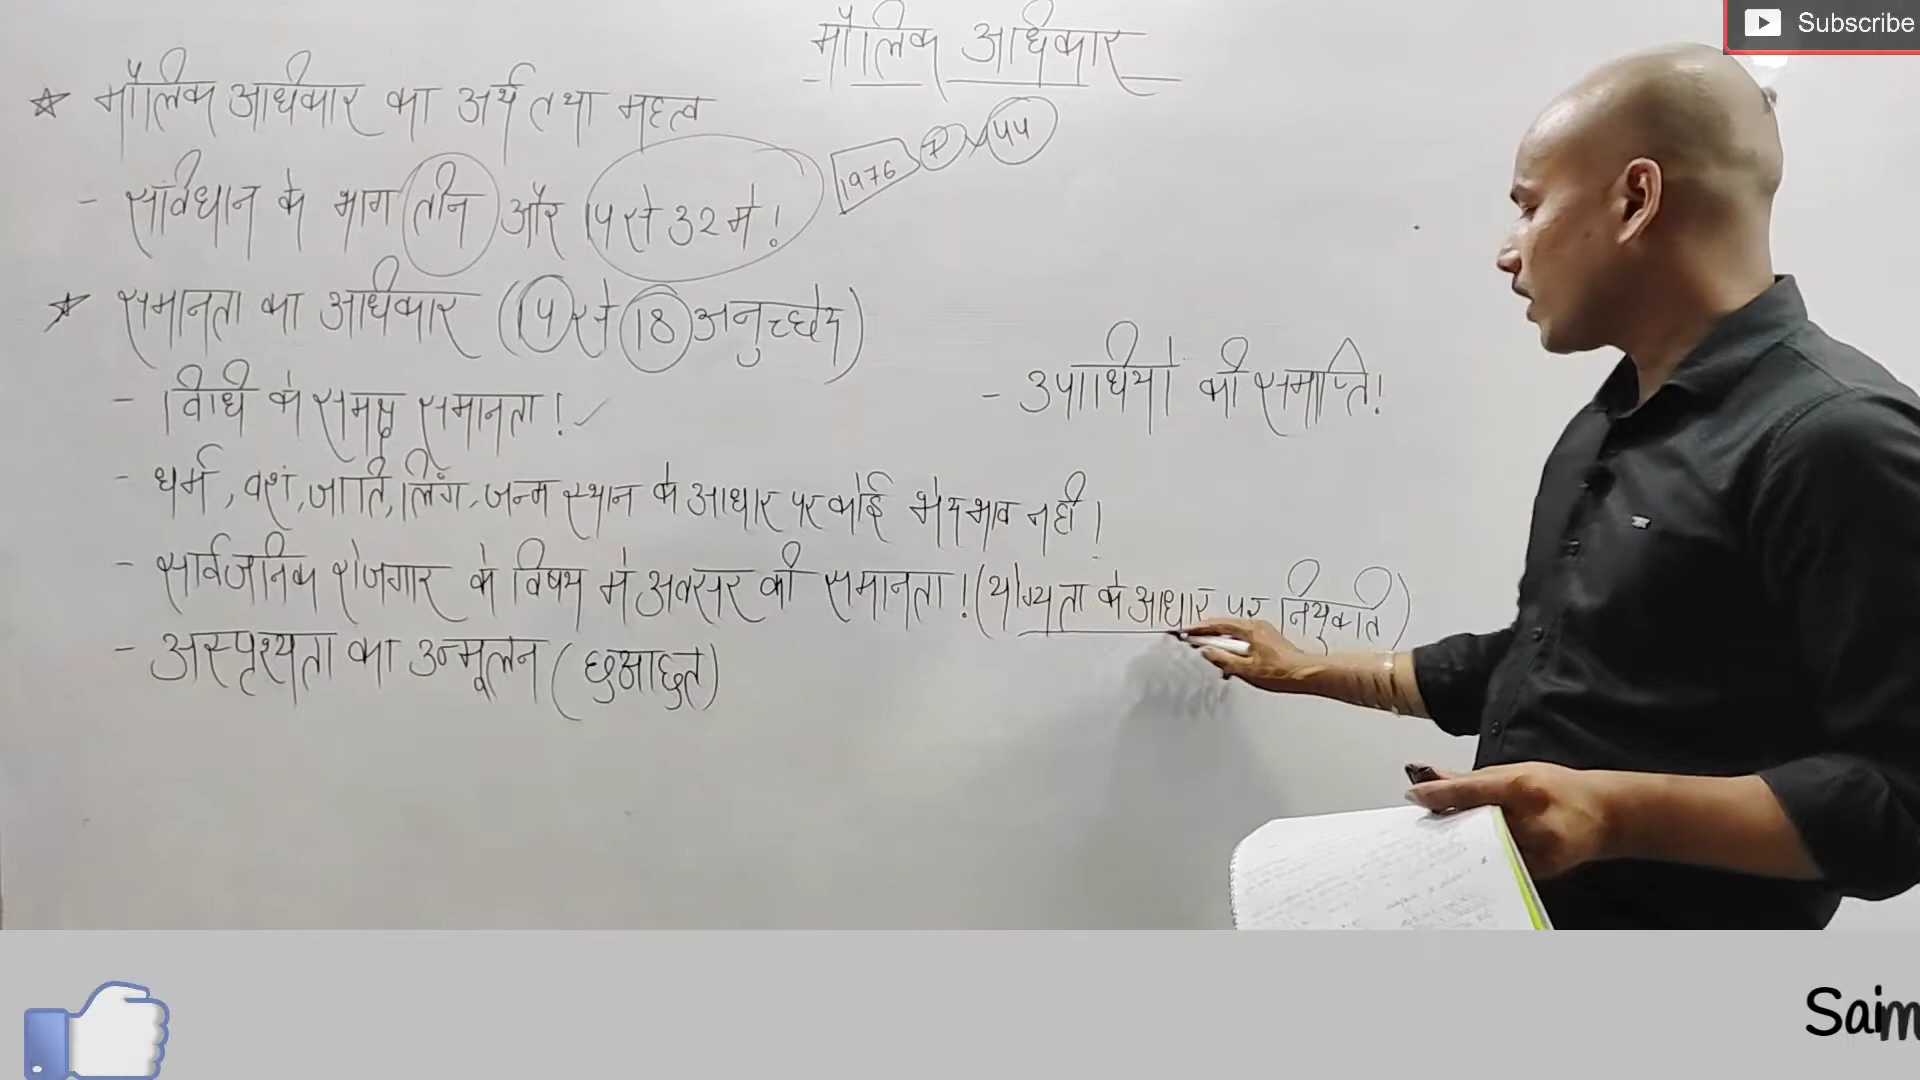 मौलिक अधिकार
Subscribe
☆ मौलिक अधिकार का अर्थ तथा महत्व
1976 7 44
- संविधान के भाग तीन और 14 से 32 में!
☆ समानता का अधिकार (14 से 18 अनुच्छेद)
- विधि के समक्ष समानता!
- उपाधियों की समाप्ति!
- धर्म, वंश, जाति, लिंग, जन्म स्थान के आधार पर कोई भेदभाव नहीं!
- सार्वजनिक रोजगार के विषय में अवसर की समानता! (योग्यता के आधार पर नियुक्ति)
- अस्पृश्यता का उन्मूलन (छुआछुत)
Saim